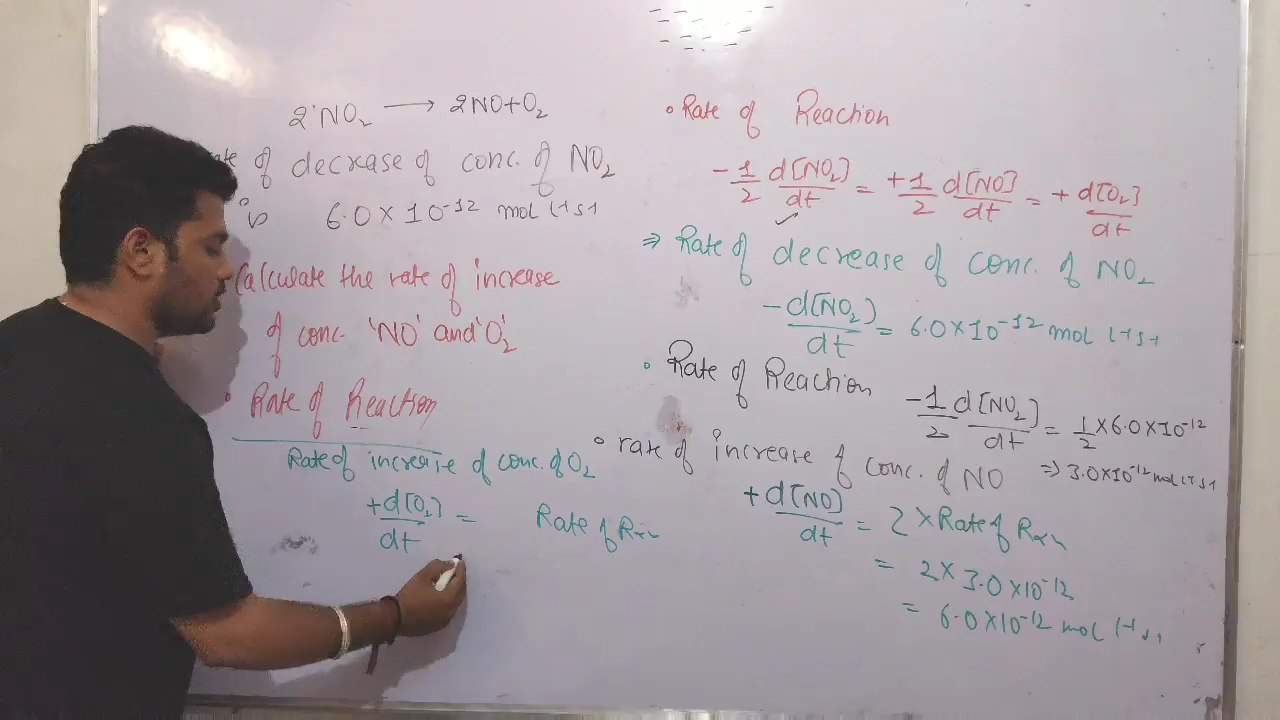 2NO₂ → 2NO+O₂
of decrease of conc. of NO₂
is 6.0 × 10⁻¹² mol L⁻¹s⁻¹
Calculate the rate of increase
of conc- 'NO' and 'O₂'
• Rate of Reaction
Rate of increase of conc. of O₂
+d[O₂]/dt = Rate of Rxn
• Rate of Reaction
-1/2 d[NO₂]/dt = +1/2 d[NO]/dt = + d[O₂]/dt
⇒ Rate of decrease of conc. of NO₂
-d[NO₂]/dt = 6.0×10⁻¹² mol L⁻¹s⁻¹
• Rate of Reaction -1/2 d[NO₂]/dt = 1/2 × 6.0×10⁻¹²
⇒ 3.0×10⁻¹² mol L⁻¹s⁻¹
• rate of increase of conc. of NO
+d[NO]/dt = 2 × Rate of Rxn
= 2 × 3.0×10⁻¹²
= 6.0×10⁻¹² mol L⁻¹s⁻¹